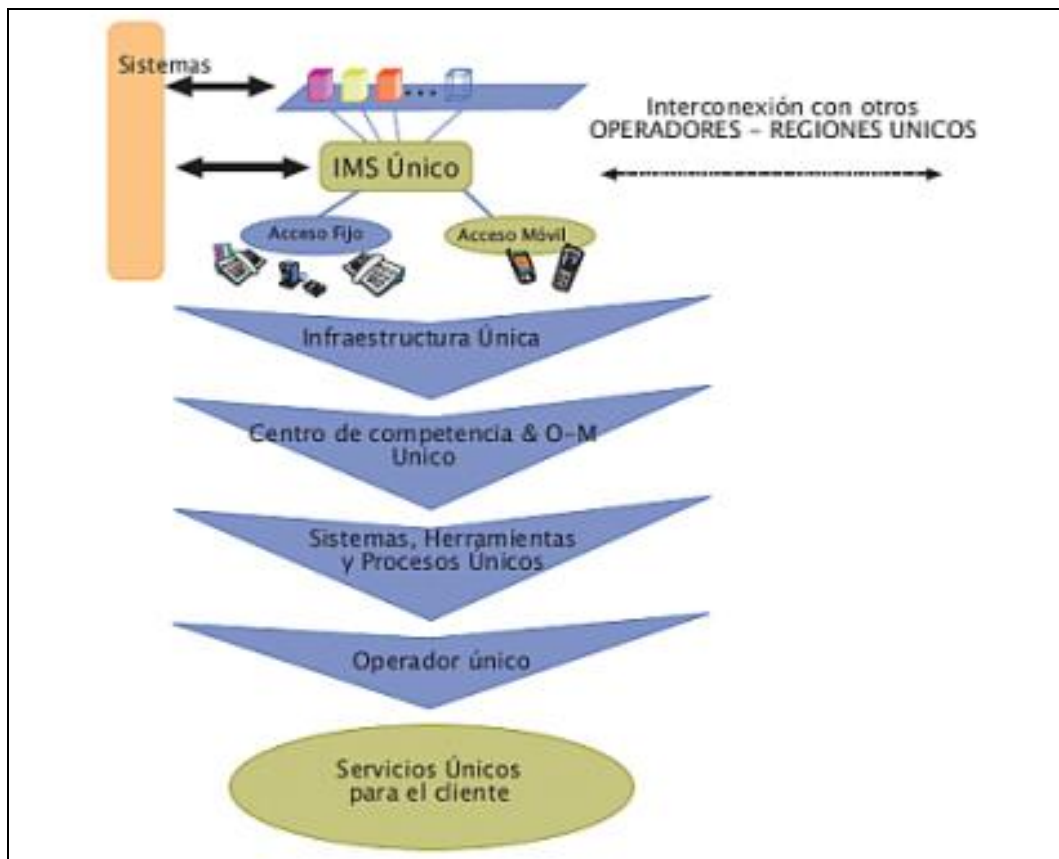 Sistemas
Interconexión con otros
OPERADORES – REGIONES UNICOS
IMS Único
Acceso Fijo
Acceso Móvil
Infraestructura Única
Centro de competencia & O-M
Unico
Sistemas, Herramientas
y Procesos Únicos
Operador único
Servicios Únicos
para el cliente